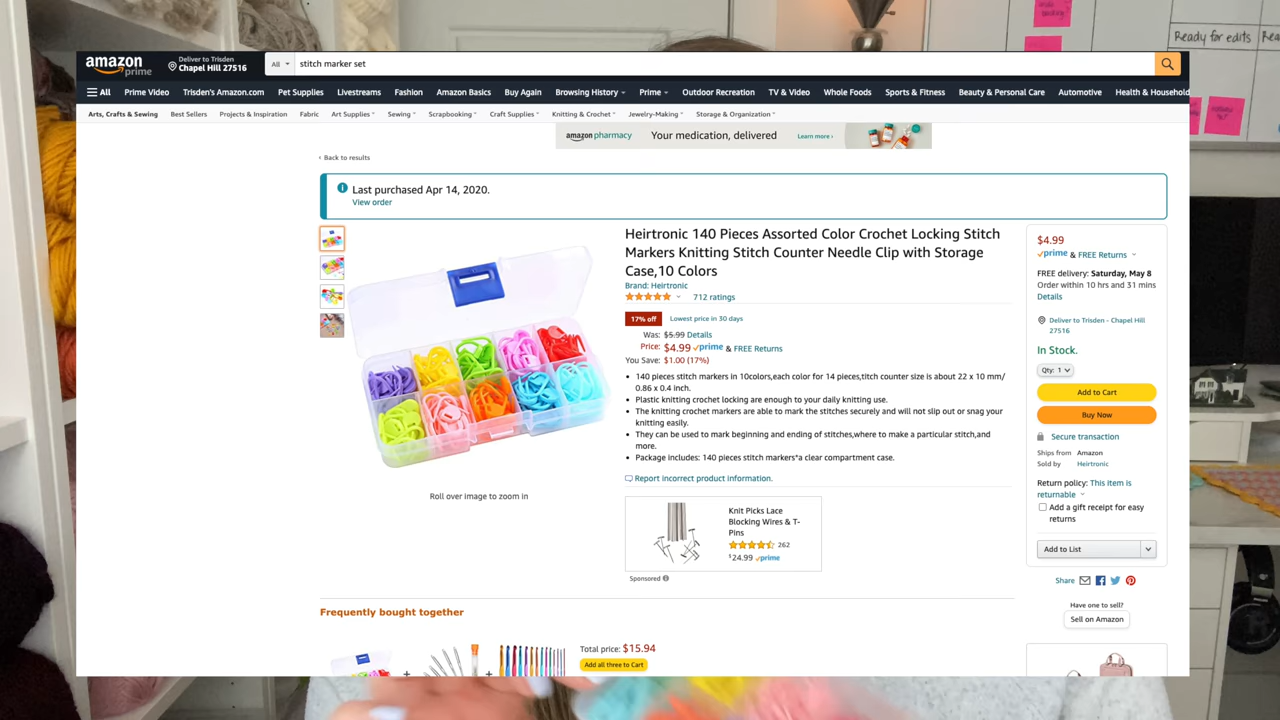 Ready for edits
amazon
prime
Deliver to Trisden
Chapel Hill 27516
All
stitch marker set
All
Prime Video
Trisden's Amazon.com
Pet Supplies
Livestreams
Fashion
Amazon Basics
Buy Again
Browsing History
Prime
Outdoor Recreation
TV & Video
Whole Foods
Sports & Fitness
Beauty & Personal Care
Automotive
Health & Household
Arts, Crafts & Sewing
Best Sellers
Projects & Inspiration
Fabric
Art Supplies
Sewing
Scrapbooking
Craft Supplies
Knitting & Crochet
Jewelry-Making
Storage & Organization
amazon pharmacy
Your medication, delivered
Learn more ›
‹ Back to results
Last purchased Apr 14, 2020.
View order
Heirtronic 140 Pieces Assorted Color Crochet Locking Stitch
Markers Knitting Stitch Counter Needle Clip with Storage
Case,10 Colors
Brand: Heirtronic
712 ratings
17% off
Lowest price in 30 days
Was: $5.99 Details
Price: $4.99 prime & FREE Returns
You Save: $1.00 (17%)
• 140 pieces stitch markers in 10colors,each color for 14 pieces,titch counter size is about 22 x 10 mm/
0.86 x 0.4 inch.
• Plastic knitting crochet locking are enough to your daily knitting use.
• The knitting crochet markers are able to mark the stitches securely and will not slip out or snag your
knitting easily.
• They can be used to mark beginning and ending of stitches,where to make a particular stitch,and
more.
• Package includes: 140 pieces stitch markers*a clear compartment case.
Report incorrect product information.
Roll over image to zoom in
Knit Picks Lace
Blocking Wires & T-
Pins
262
$24.99 prime
Sponsored
Frequently bought together
Total price: $15.94
Add all three to Cart
+
+
$4.99
prime & FREE Returns
FREE delivery: Saturday, May 8
Order within 10 hrs and 31 mins
Details
Deliver to Trisden - Chapel Hill
27516
In Stock.
Qty: 1
Add to Cart
Buy Now
Secure transaction
Ships from Amazon
Sold by Heirtronic
Return policy: This item is
returnable
Add a gift receipt for easy
returns
Add to List
Share
Have one to sell?
Sell on Amazon